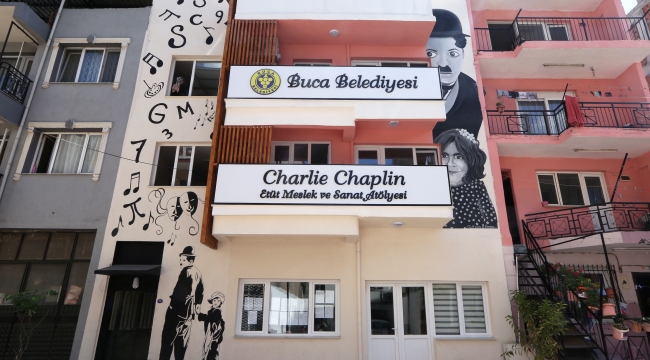 Buca Belediyesi
Charlie Chaplin
Etüt Meslek ve Sanat Atölyesi